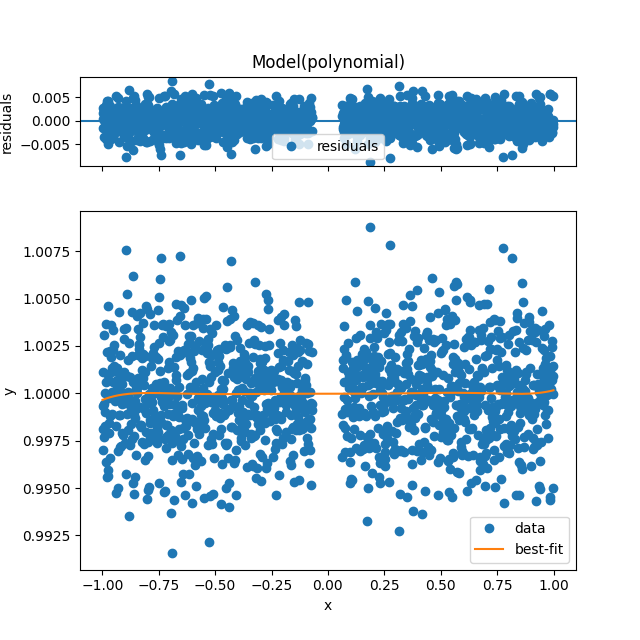 Model(polynomial)
residuals
0.005
0.000
−0.005
residuals
y
1.0075
1.0050
1.0025
1.0000
0.9975
0.9950
0.9925
data
best-fit
−1.00 −0.75 −0.50 −0.25 0.00 0.25 0.50 0.75 1.00
x